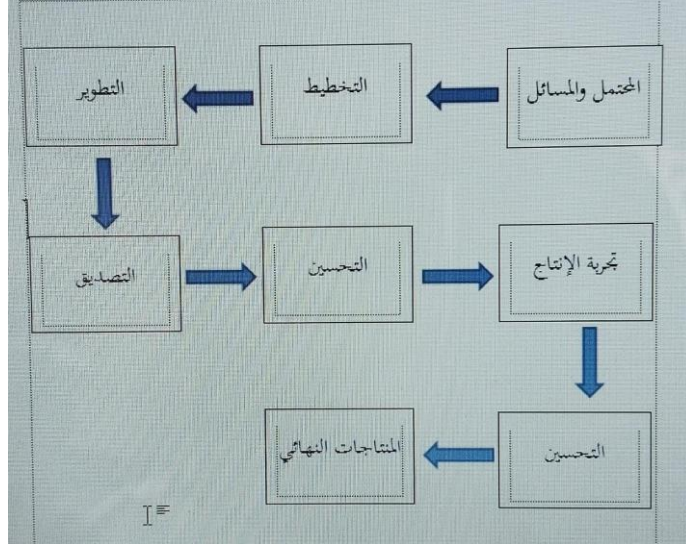 المحتمل والمسائل
التخطيط
التطوير
التصديق
التحسين
تجربة الإنتاج
التحسين
المنتاجات النهائي